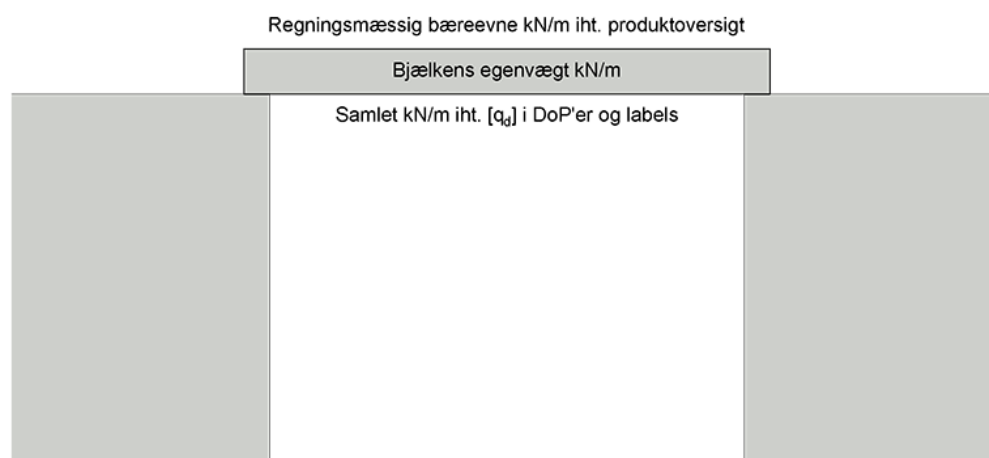 Regningsmæssig bæreevne kN/m iht. produktoversigt
Bjælkens egenvægt kN/m
Samlet kN/m iht. [qd] i DoP'er og labels